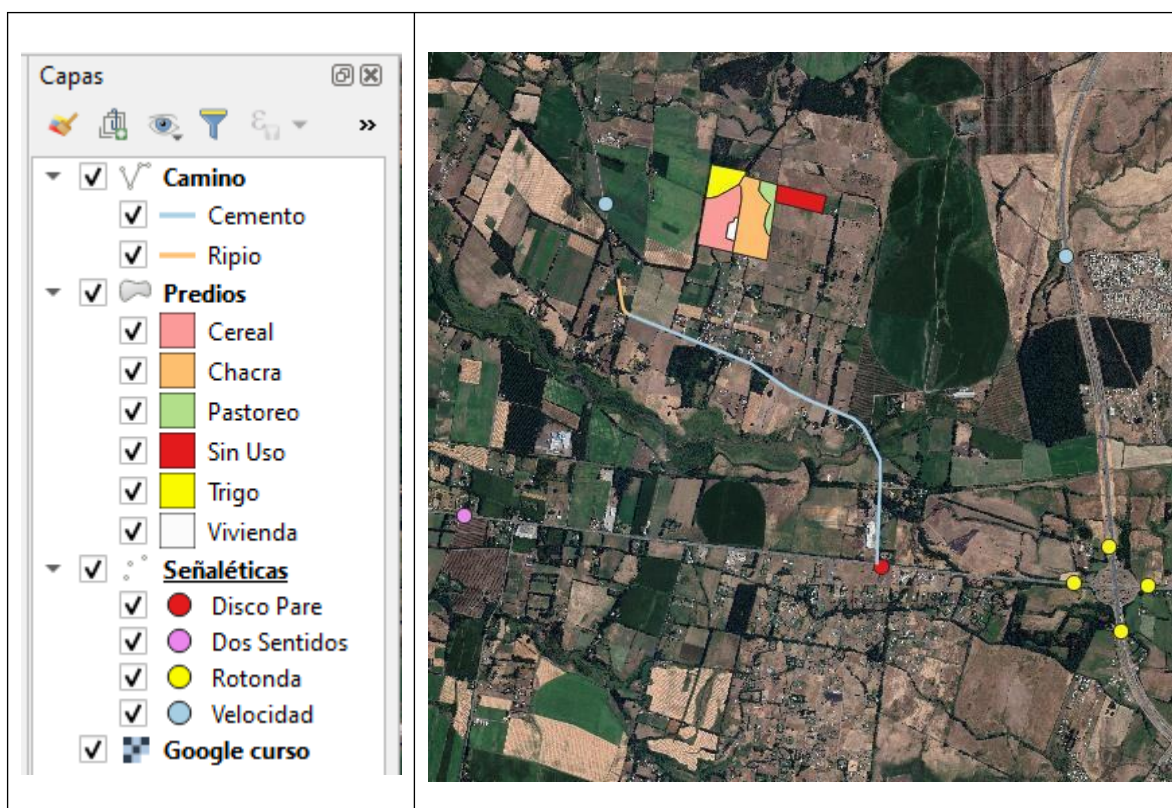 Capas
»
Camino
Cemento
Ripio
Predios
Cereal
Chacra
Pastoreo
Sin Uso
Trigo
Vivienda
Señaléticas
Disco Pare
Dos Sentidos
Rotonda
Velocidad
Google curso